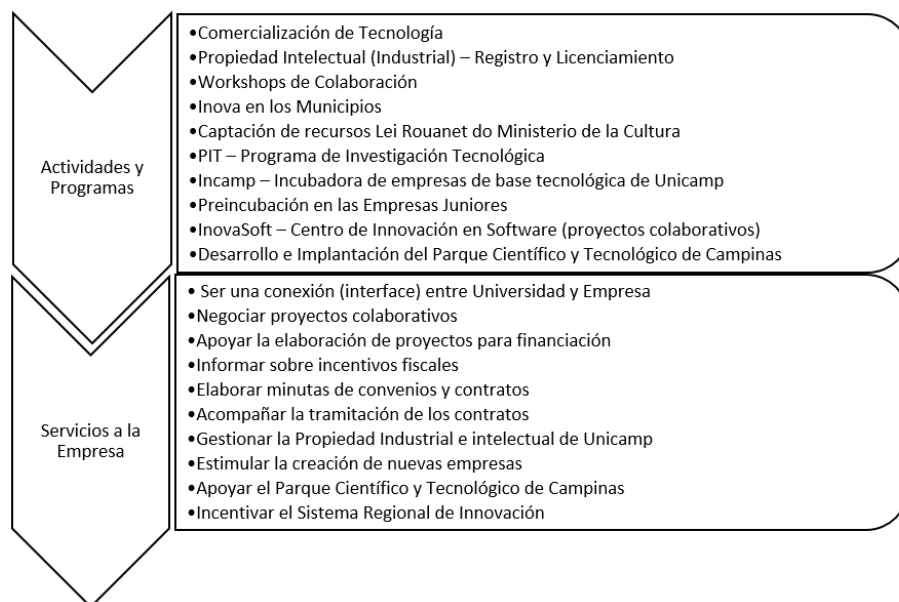 Actividades y
Programas
•Comercialización de Tecnología
•Propiedad Intelectual (Industrial) – Registro y Licenciamiento
•Workshops de Colaboración
•Inova en los Municipios
•Captación de recursos Lei Rouanet do Ministerio de la Cultura
•PIT – Programa de Investigación Tecnológica
•Incamp – Incubadora de empresas de base tecnológica de Unicamp
•Preincubación en las Empresas Juniores
•InovaSoft – Centro de Innovación en Software (proyectos colaborativos)
•Desarrollo e Implantación del Parque Científico y Tecnológico de Campinas
Servicios a la
Empresa
• Ser una conexión (interface) entre Universidad y Empresa
•Negociar proyectos colaborativos
•Apoyar la elaboración de proyectos para financiación
•Informar sobre incentivos fiscales
•Elaborar minutas de convenios y contratos
•Acompañar la tramitación de los contratos
•Gestionar la Propiedad Industrial e intelectual de Unicamp
•Estimular la creación de nuevas empresas
•Apoyar el Parque Científico y Tecnológico de Campinas
•Incentivar el Sistema Regional de Innovación